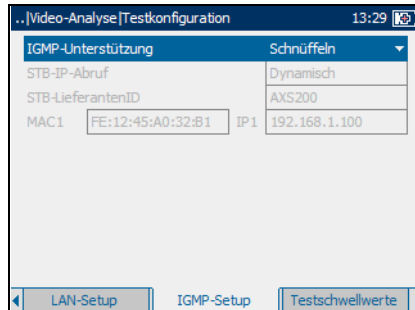 ..|Video-Analyse|Testkonfiguration 13:29
IGMP-Unterstützung Schnüffeln
STB-IP-Abruf Dynamisch
STB-LieferantenID AXS200
MAC1 FE:12:45:A0:32:B1 IP1 192.168.1.100
LAN-Setup IGMP-Setup Testschwellwerte